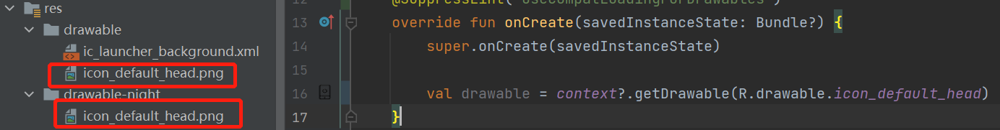 res
drawable
ic_launcher_background.xml
icon_default_head.png
drawable-night
icon_default_head.png
12 @SuppressLint("UseCompatLoadingForDrawables")
13 override fun onCreate(savedInstanceState: Bundle?) {
14 super.onCreate(savedInstanceState)
15
16 val drawable = context?.getDrawable(R.drawable.icon_default_head)
17 }